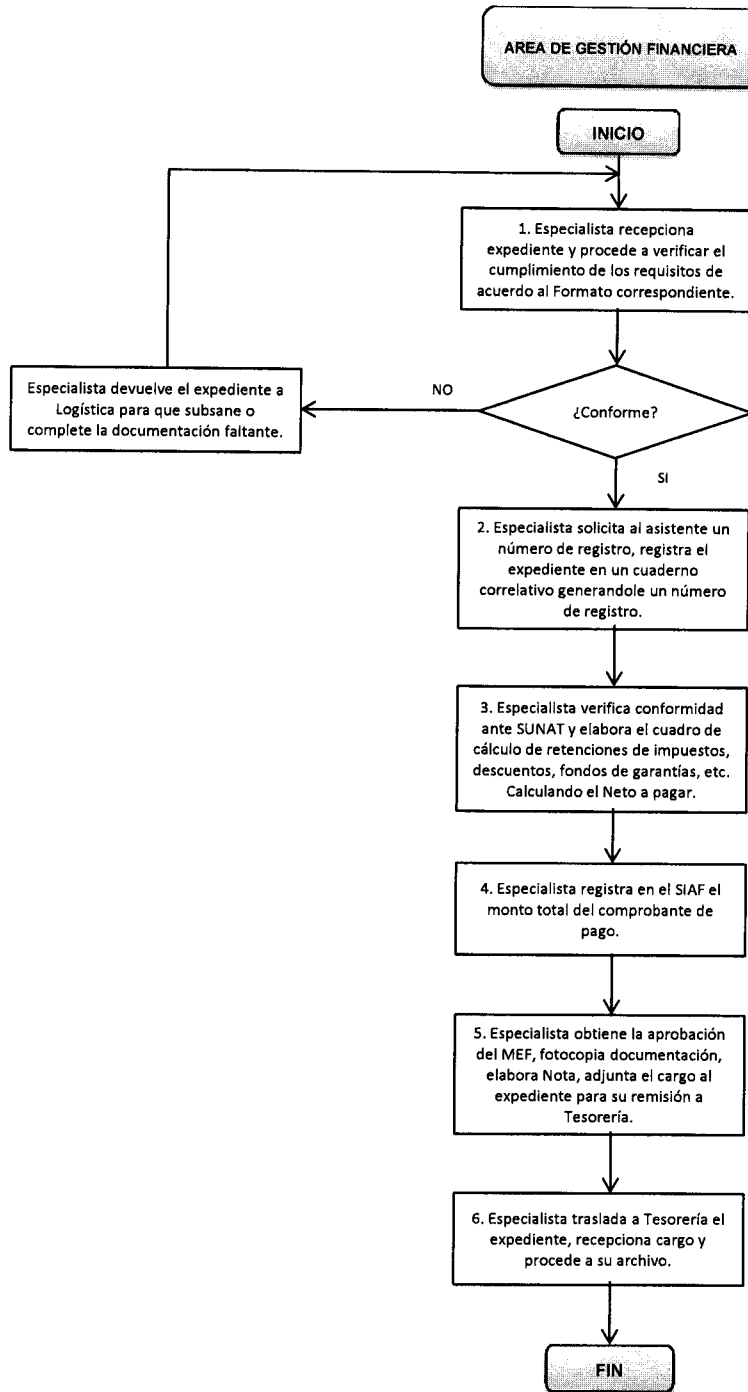 AREA DE GESTIÓN FINANCIERA
INICIO
1. Especialista recepciona
expediente y procede a verificar el
cumplimiento de los requisitos de
acuerdo al Formato correspondiente.
Especialista devuelve el expediente a
Logística para que subsane o
complete la documentación faltante.
NO
¿Conforme?
SI
2. Especialista solicita al asistente un
número de registro, registra el
expediente en un cuaderno
correlativo generandole un número
de registro.
3. Especialista verifica conformidad
ante SUNAT y elabora el cuadro de
cálculo de retenciones de impuestos,
descuentos, fondos de garantías, etc.
Calculando el Neto a pagar.
4. Especialista registra en el SIAF el
monto total del comprobante de
pago.
5. Especialista obtiene la aprobación
del MEF, fotocopia documentación,
elabora Nota, adjunta el cargo al
expediente para su remisión a
Tesorería.
6. Especialista traslada a Tesorería el
expediente, recepciona cargo y
procede a su archivo.
FIN